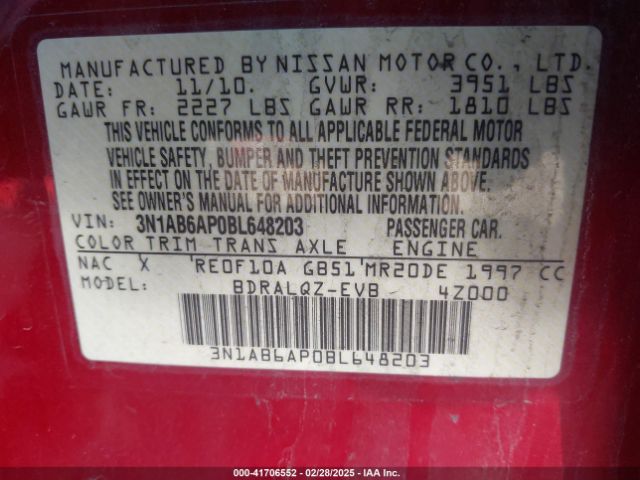 MANUFACTURED BY NISSAN MOTOR CO., LTD.
DATE: 11/10. GVWR: 3951 LBS
GAWR FR: 2227 LBS GAWR RR: 1810 LBS
THIS VEHICLE CONFORMS TO ALL APPLICABLE FEDERAL MOTOR
VEHICLE SAFETY, BUMPER AND THEFT PREVENTION STANDARDS
IN EFFECT ON THE DATE OF MANUFACTURE SHOWN ABOVE.
SEE OWNER'S MANUAL FOR ADDITIONAL INFORMATION.
VIN: 3N1AB6AP0BL648203 PASSENGER CAR.
COLOR TRIM TRANS AXLE ENGINE
NAC X 'RE0F10A GB51'MR20DE 1997 CC
MODEL: BDRALQZ-EVB 4Z000
3N1AB6AP0BL648203
000-41706552 - 02/28/2025 - IAA Inc.